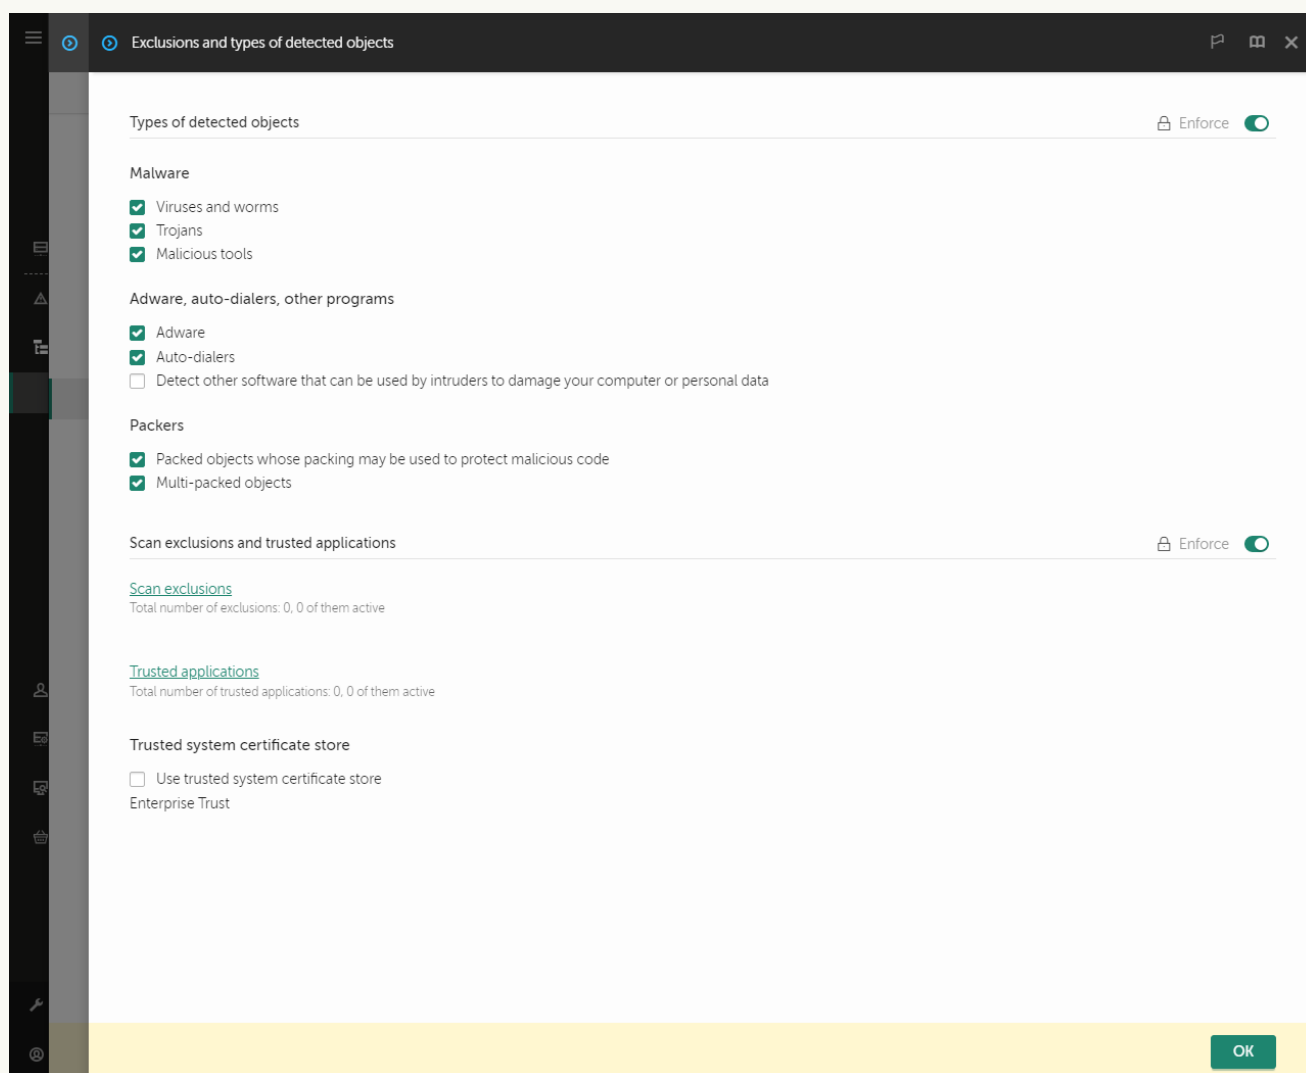 Exclusions and types of detected objects
Types of detected objects
Enforce
Malware
Viruses and worms
Trojans
Malicious tools
Adware, auto-dialers, other programs
Adware
Auto-dialers
Detect other software that can be used by intruders to damage your computer or personal data
Packers
Packed objects whose packing may be used to protect malicious code
Multi-packed objects
Scan exclusions and trusted applications
Enforce
Scan exclusions
Total number of exclusions: 0, 0 of them active
Trusted applications
Total number of trusted applications: 0, 0 of them active
Trusted system certificate store
Use trusted system certificate store
Enterprise Trust
OK